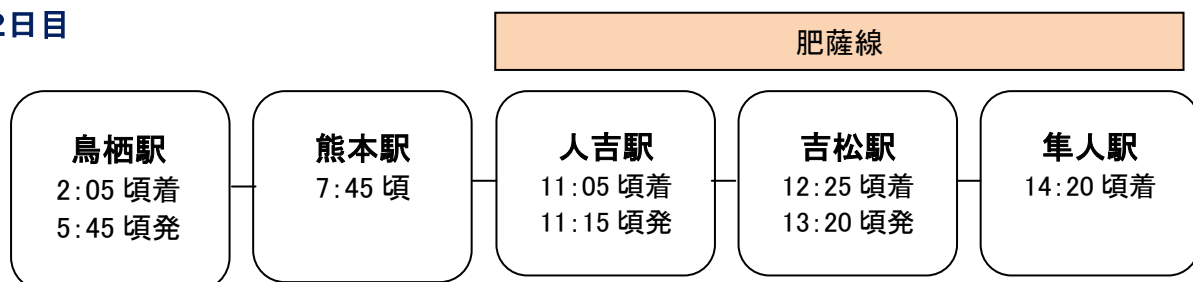 2日目
肥薩線
鳥栖駅
2:05 頃着
5:45 頃発
熊本駅
7:45 頃
人吉駅
11:05 頃着
11:15 頃発
吉松駅
12:25 頃着
13:20 頃発
隼人駅
14:20 頃着